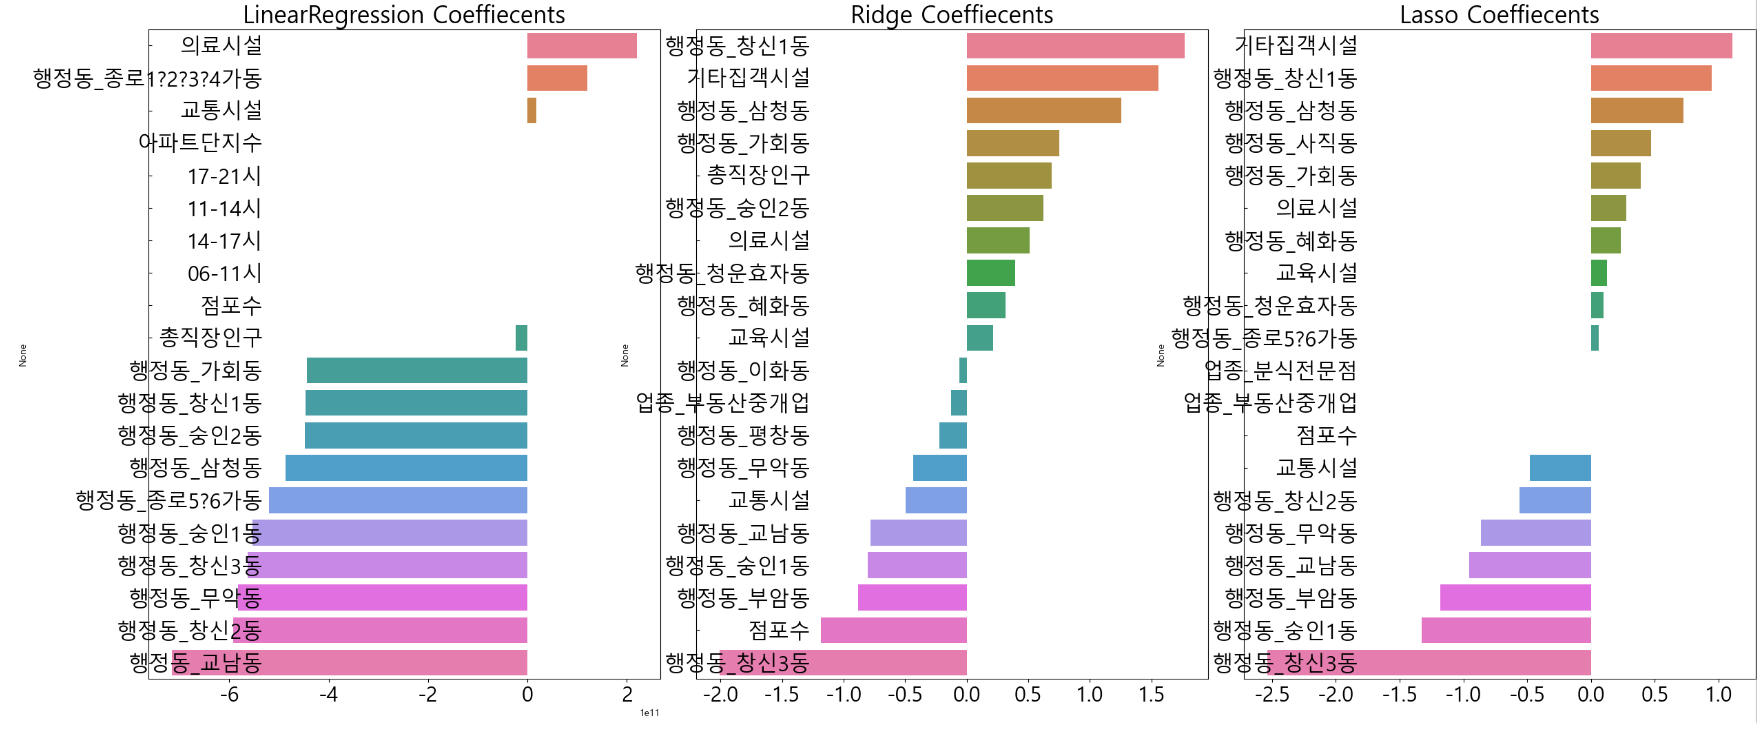 LinearRegression Coeffiecents
의료시설
행정동_종로1?2?3?4가동
교통시설
아파트단지수
17-21시
11-14시
14-17시
06-11시
점포수
총직장인구
행정동_가회동
행정동_창신1동
행정동_숭인2동
행정동_삼청동
행정동_종로5?6가동
행정동_숭인1동
행정동_창신3동
행정동_무악동
행정동_창신2동
행정동_교남동
None
-6 -4 -2 0 2
1e11
Ridge Coeffiecents
행정동_창신1동
기타집객시설
행정동_삼청동
행정동_가회동
총직장인구
행정동_숭인2동
의료시설
행정동_청운효자동
행정동_혜화동
교육시설
행정동_이화동
업종_부동산중개업
행정동_평창동
행정동_무악동
교통시설
행정동_교남동
행정동_숭인1동
행정동_부암동
점포수
행정동_창신3동
None
-2.0 -1.5 -1.0 -0.5 0.0 0.5 1.0 1.5
Lasso Coeffiecents
기타집객시설
행정동_창신1동
행정동_삼청동
행정동_사직동
행정동_가회동
의료시설
행정동_혜화동
교육시설
행정동_청운효자동
행정동_종로5?6가동
업종_분식전문점
업종_부동산중개업
점포수
교통시설
행정동_창신2동
행정동_무악동
행정동_교남동
행정동_부암동
행정동_숭인1동
행정동_창신3동
None
-2.5 -2.0 -1.5 -1.0 -0.5 0.0 0.5 1.0